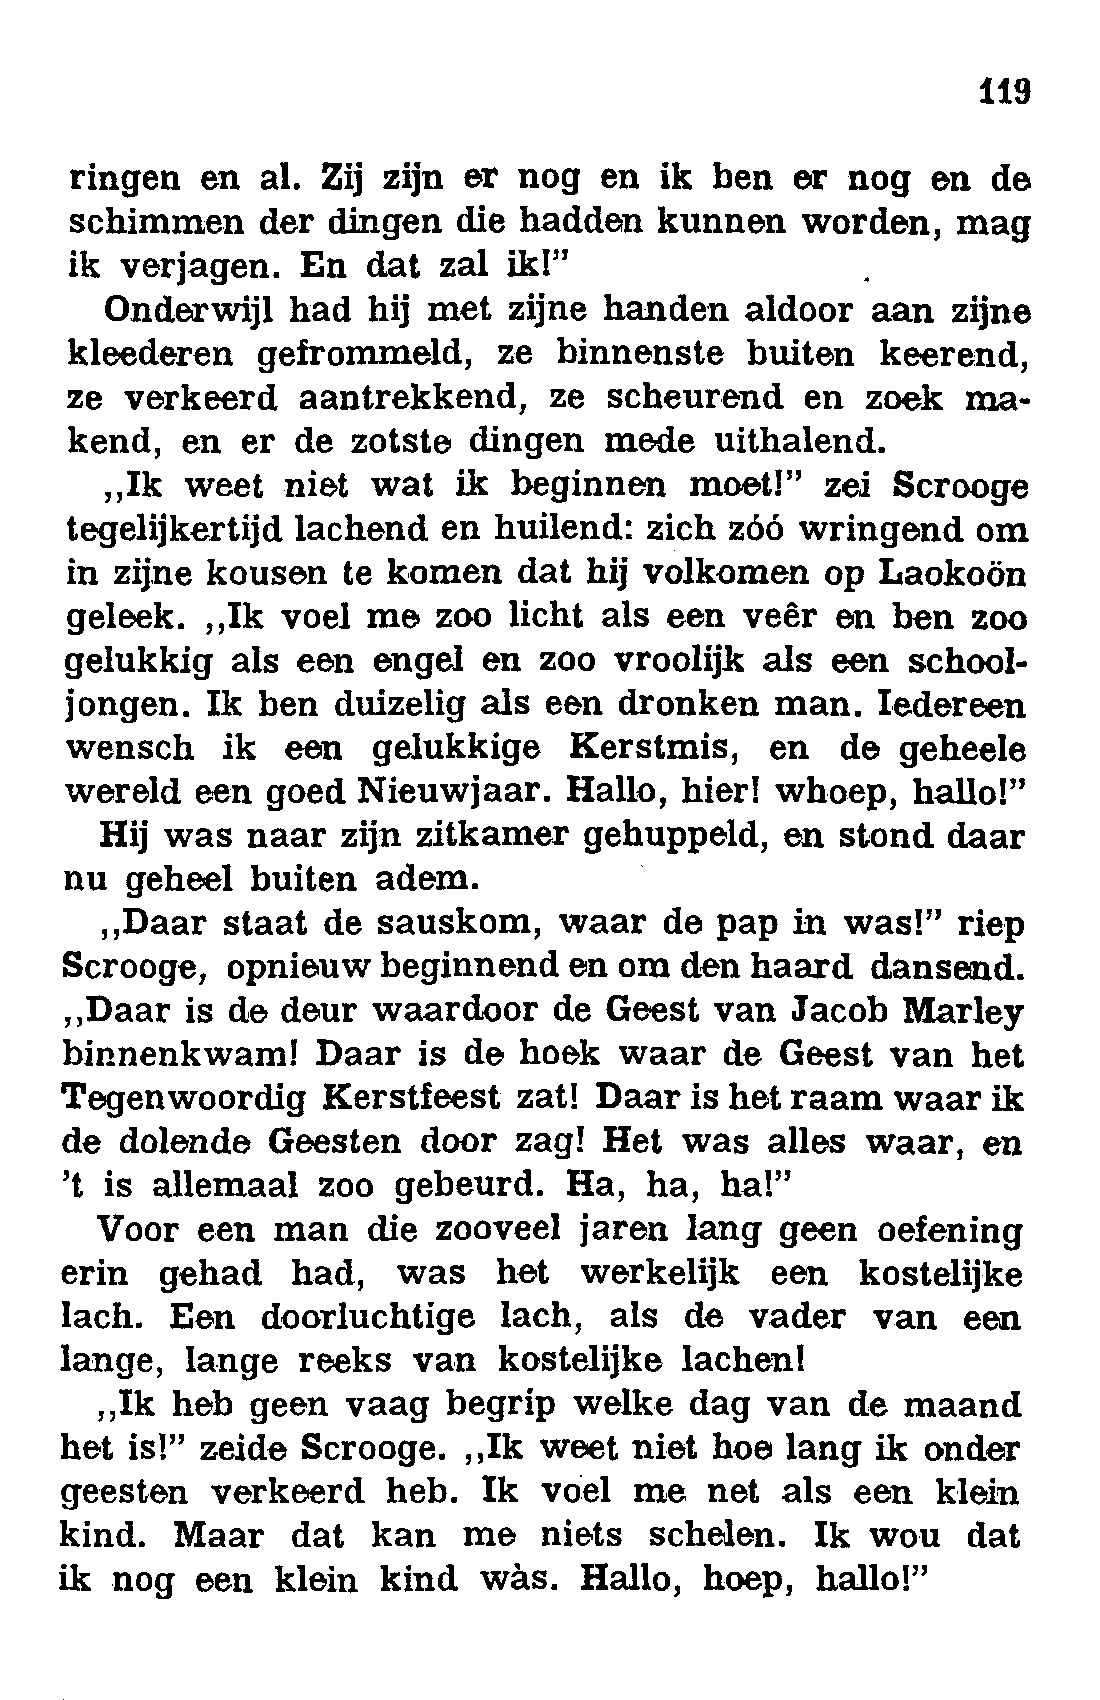 119
ringen en al. Zij zijn er nog en ik ben er nog en de
schimmen der dingen die hadden kunnen worden, mag
ik verjagen. En dat zal ik!”
Onderwijl had hij met zijne handen aldoor aan zijne
kleederen gefrommeld, ze binnenste buiten keerend,
ze verkeerd aantrekkend, ze scheurend en zoek ma-
kend, en er de zotste dingen mede uithalend.
,,Ik weet niet wat ik beginnen moet!” zei Scrooge
tegelijkertijd lachend en huilend: zich zóó wringend om
in zijne kousen te komen dat hij volkomen op Laokoön
geleek. ,,Ik voel me zoo licht als een veêr en ben zoo
gelukkig als een engel en zoo vroolijk als een school-
jongen. Ik ben duizelig als een dronken man. Iedereen
wensch ik een gelukkige Kerstmis, en de geheele
wereld een goed Nieuwjaar. Hallo, hier! whoep, hallo!”
Hij was naar zijn zitkamer gehuppeld, en stond daar
nu geheel buiten adem.
,,Daar staat de sauskom, waar de pap in was!” riep
Scrooge, opnieuw beginnend en om den haard dansend.
,,Daar is de deur waardoor de Geest van Jacob Marley
binnenkwam! Daar is de hoek waar de Geest van het
Tegenwoordig Kerstfeest zat! Daar is het raam waar ik
de dolende Geesten door zag! Het was alles waar, en
’t is allemaal zoo gebeurd. Ha, ha, ha!”
Voor een man die zooveel jaren lang geen oefening
erin gehad had, was het werkelijk een kostelijke
lach. Een doorluchtige lach, als de vader van een
lange, lange reeks van kostelijke lachen!
,,Ik heb geen vaag begrip welke dag van de maand
het is!” zeide Scrooge. ,,Ik weet niet hoe lang ik onder
geesten verkeerd heb. Ik voel me net als een klein
kind. Maar dat kan me niets schelen. Ik wou dat
ik nog een klein kind wàs. Hallo, hoep, hallo!”